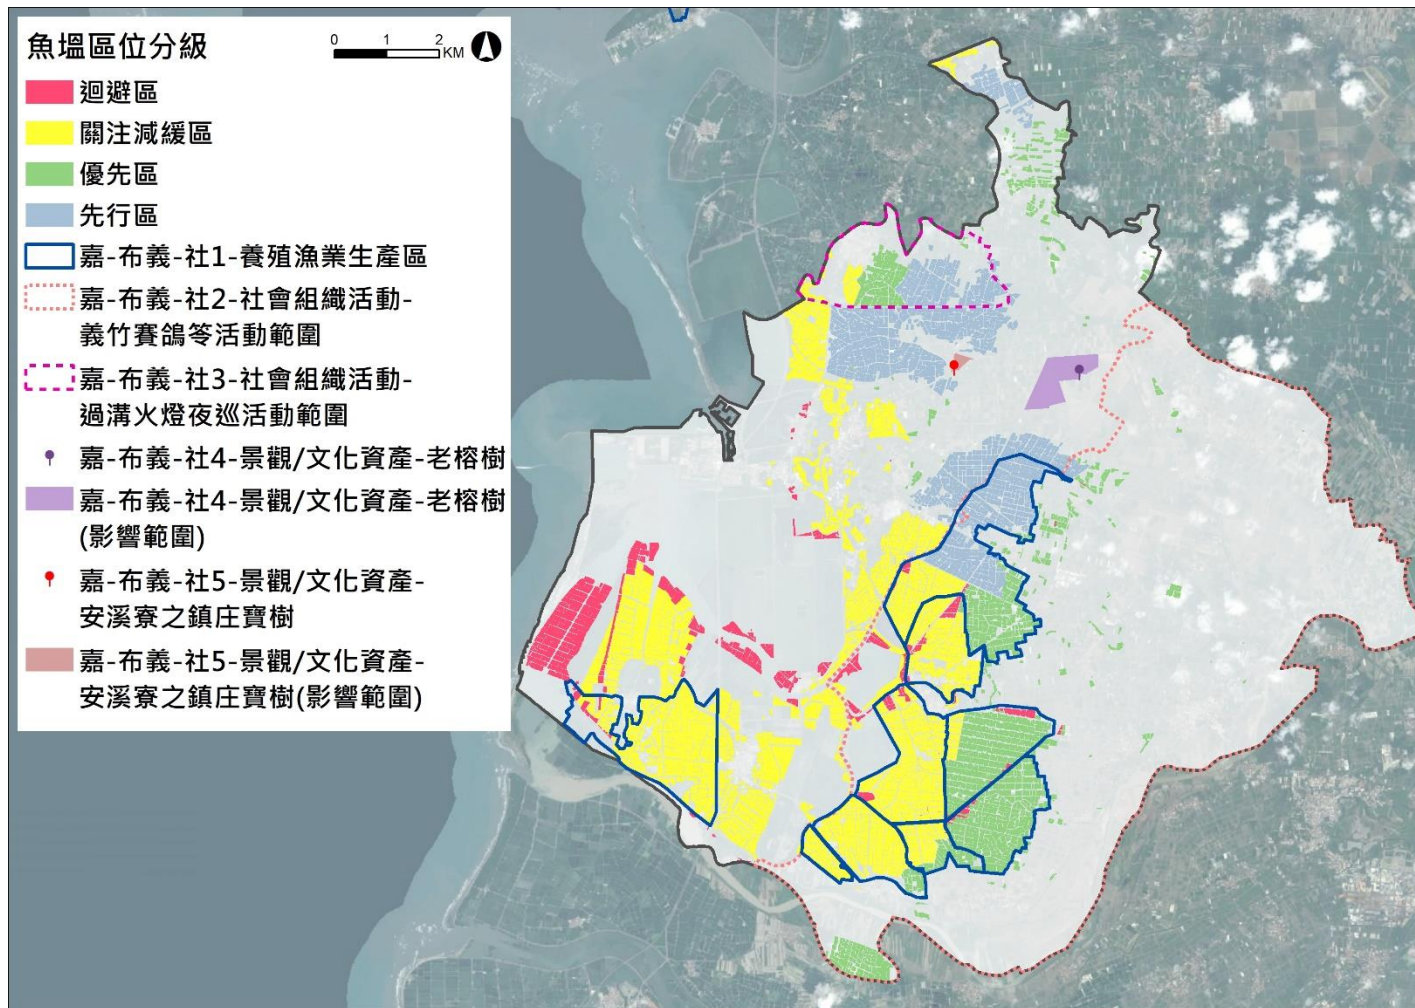 魚塭區位分級
0 1 2
KM
迴避區
關注減緩區
優先區
先行區
嘉-布義-社1-養殖漁業生產區
嘉-布義-社2-社會組織活動-
義竹賽鴿笭活動範圍
嘉-布義-社3-社會組織活動-
過溝火燈夜巡活動範圍
嘉-布義-社4-景觀/文化資產-老榕樹
嘉-布義-社4-景觀/文化資產-老榕樹
(影響範圍)
嘉-布義-社5-景觀/文化資產-
安溪寮之鎮庄寶樹
嘉-布義-社5-景觀/文化資產-
安溪寮之鎮庄寶樹(影響範圍)